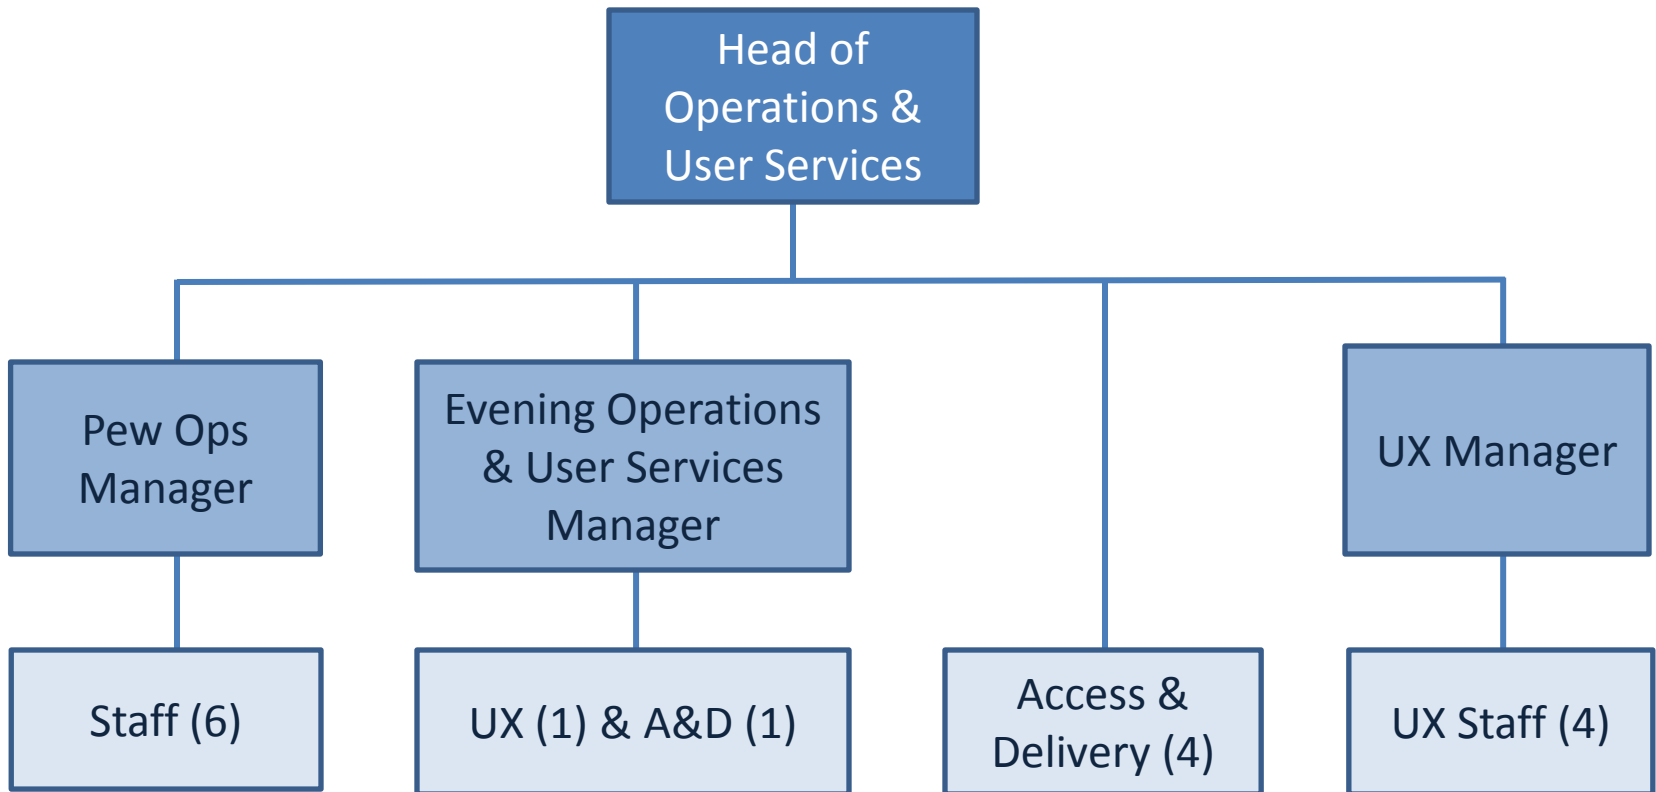 Head of
Operations &
User Services
Pew Ops
Manager
Evening Operations
& User Services
Manager
UX Manager
Staff (6)
UX (1) & A&D (1)
Access &
Delivery (4)
UX Staff (4)